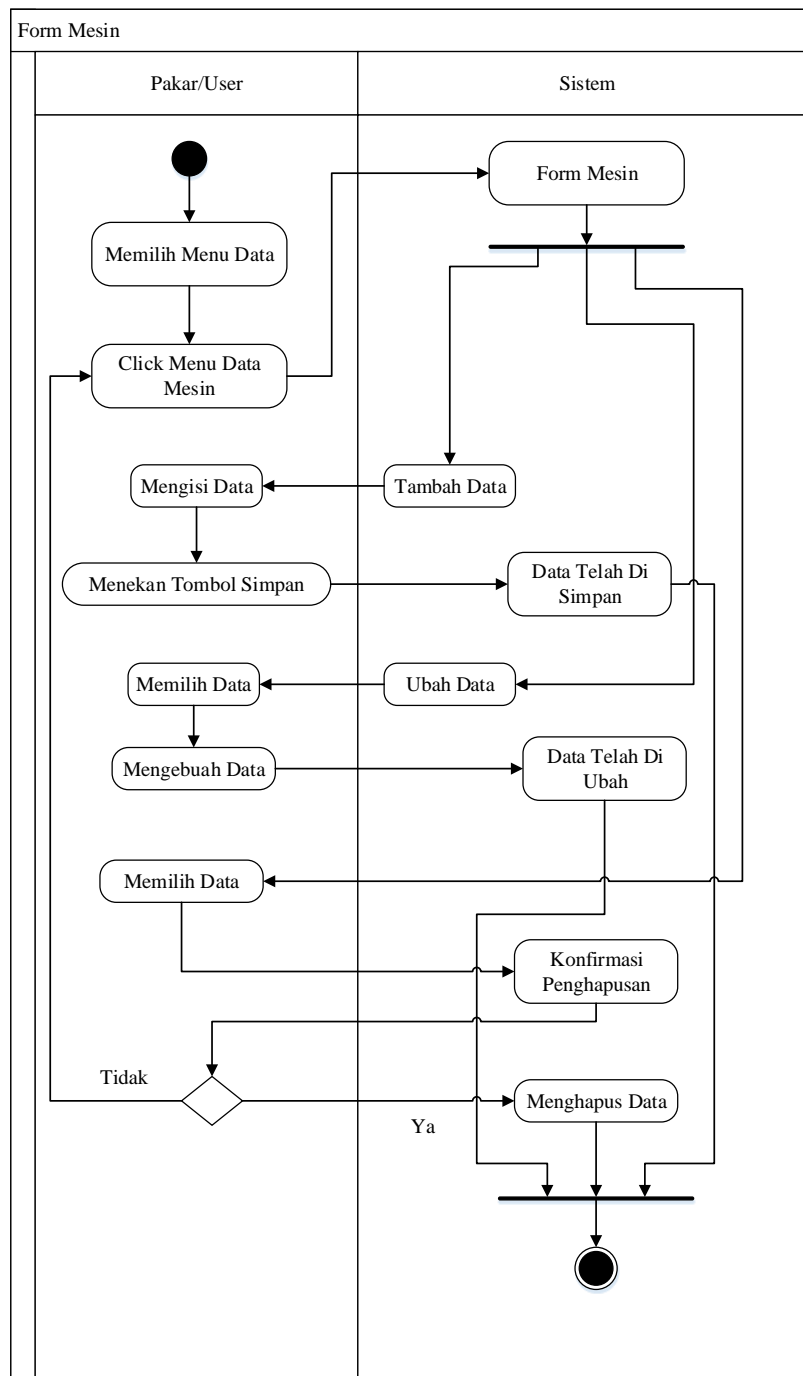 Form Mesin
Pakar/User
Sistem
Form Mesin
Memilih Menu Data
Click Menu Data
Mesin
Mengisi Data
Tambah Data
Menekan Tombol Simpan
Data Telah Di
Simpan
Memilih Data
Ubah Data
Mengebuah Data
Data Telah Di
Ubah
Memilih Data
Konfirmasi
Penghapusan
Tidak
Ya
Menghapus Data